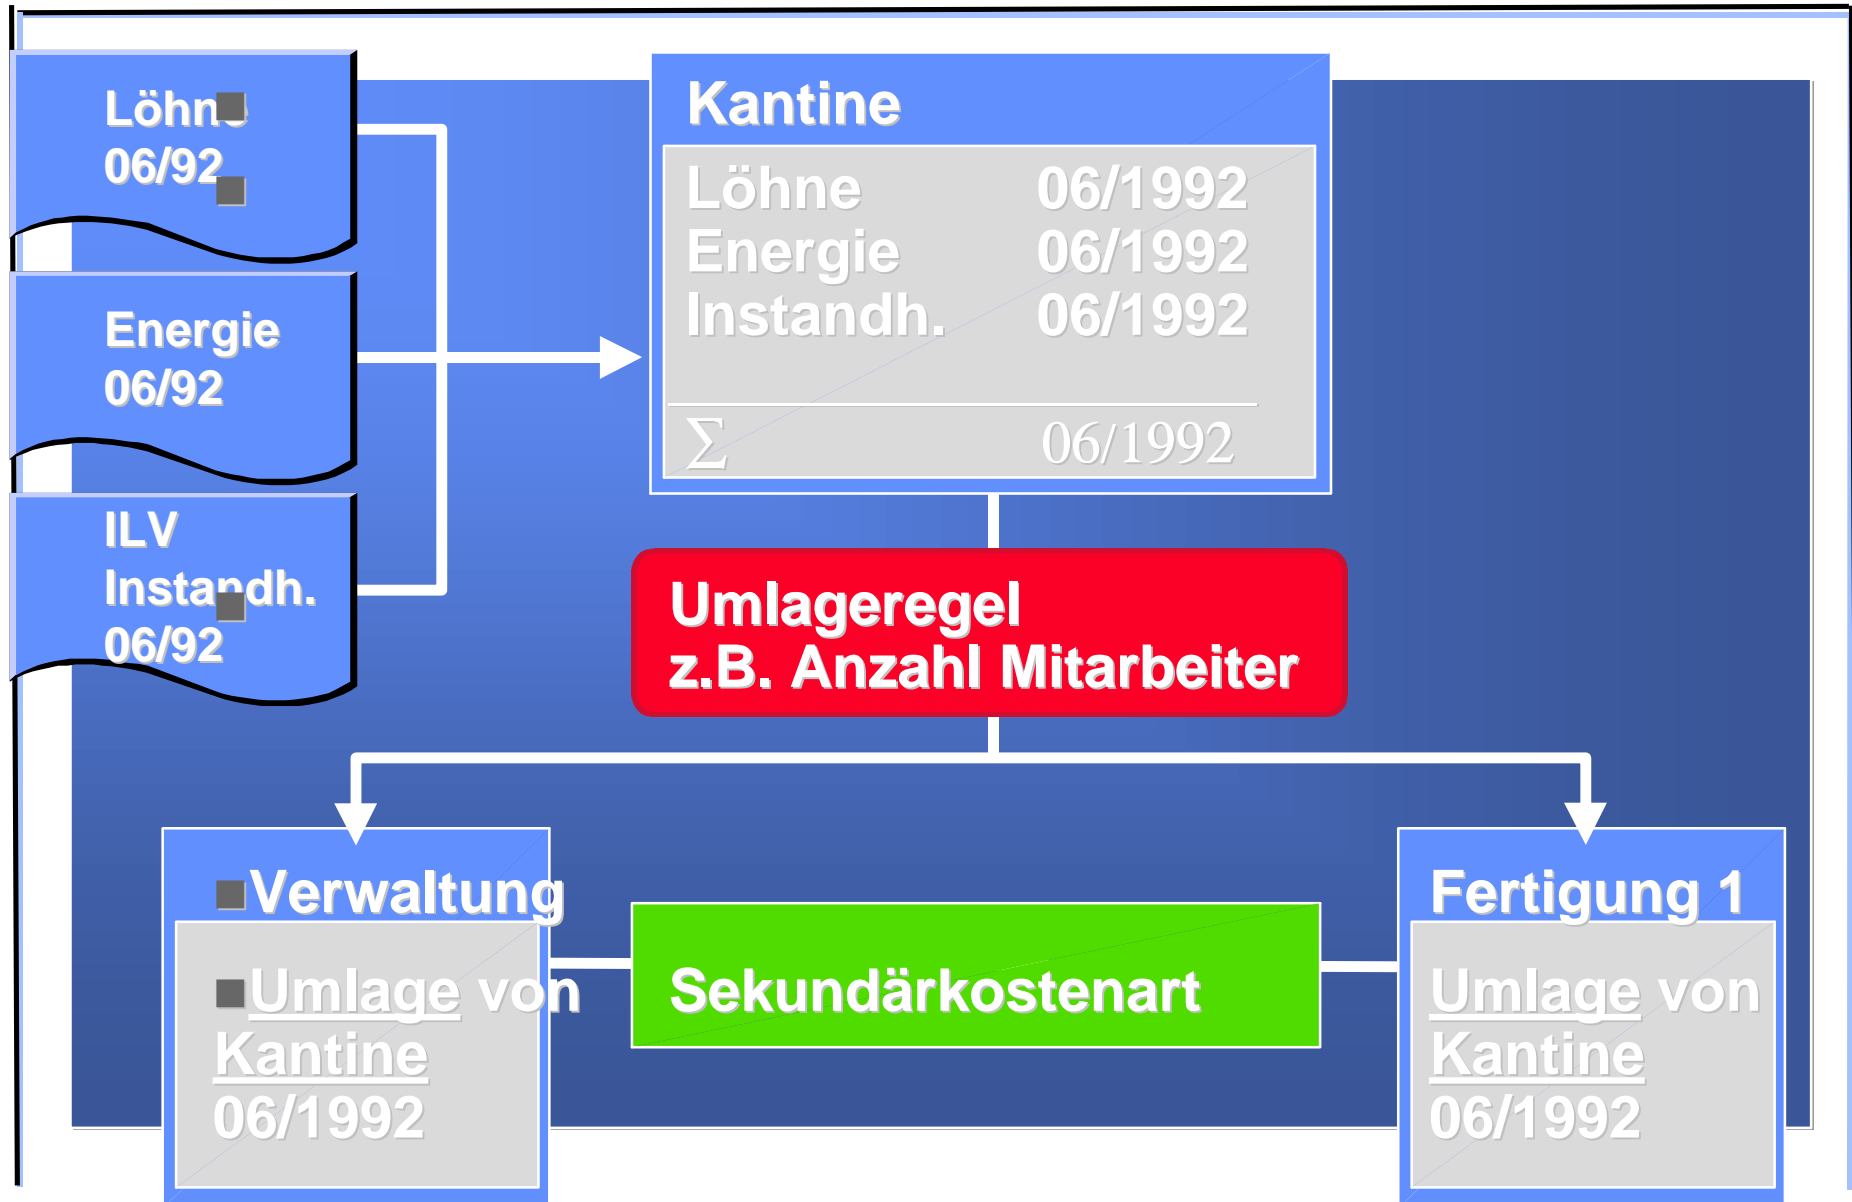 Löhne
06/92
Energie
06/92
ILV
Instandh.
06/92
Kantine
Löhne 06/1992
Energie 06/1992
Instandh. 06/1992
Σ 06/1992
Umlageregel
z.B. Anzahl Mitarbeiter
Verwaltung
Umlage von
Kantine
06/1992
Sekundärkostenart
Fertigung 1
Umlage von
Kantine
06/1992